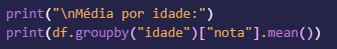 print("\nMédia por idade:")
print(df.groupby("idade")["nota"].mean())